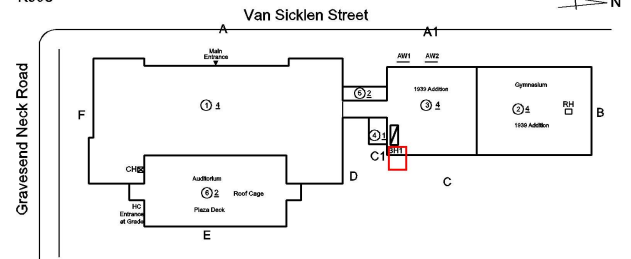 Van Sicklen Street
N
A
A1
Main
Entrance
AW1
AW2
1939 Addition
Gymnasium
5 2
1 4
3 4
2 4
RH
1939 Addition
F
B
4 1
BH1
C1
CH
D
C
Auditorium
6 2
Roof Cage
Plaza Deck
HC
Entrance
at Grade
E
Gravesend Neck Road